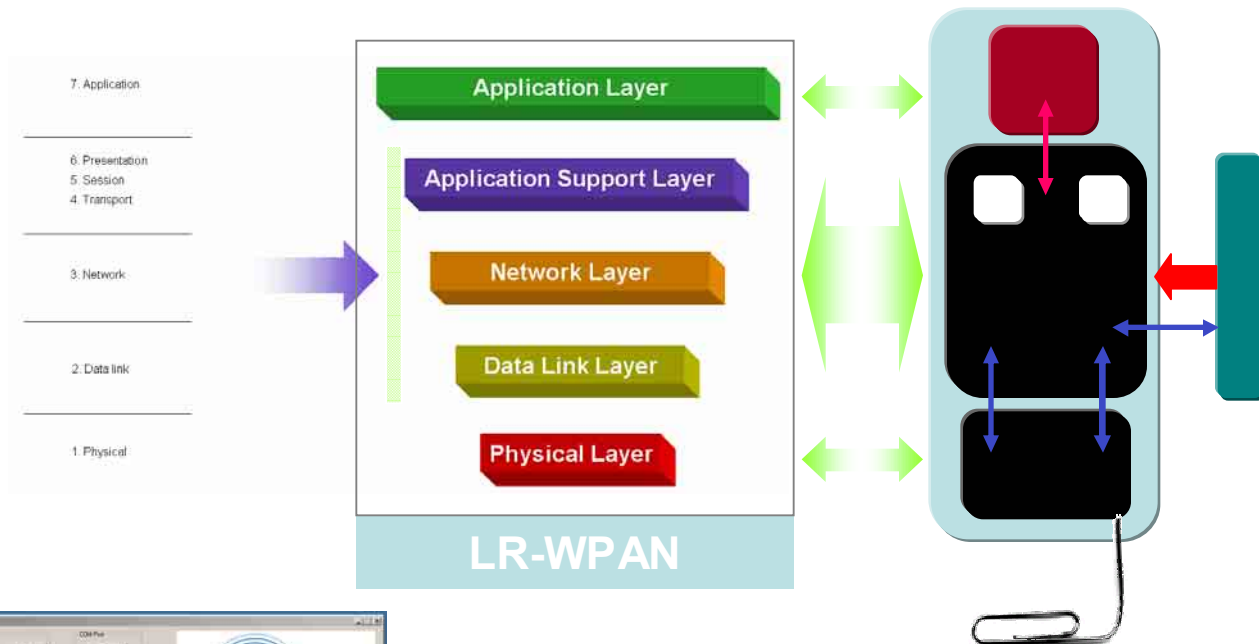 7. Application
6. Presentation
5. Session
4. Transport
3. Network
2. Data link
1. Physical
Application Layer
Application Support Layer
Network Layer
Data Link Layer
Physical Layer
LR-WPAN